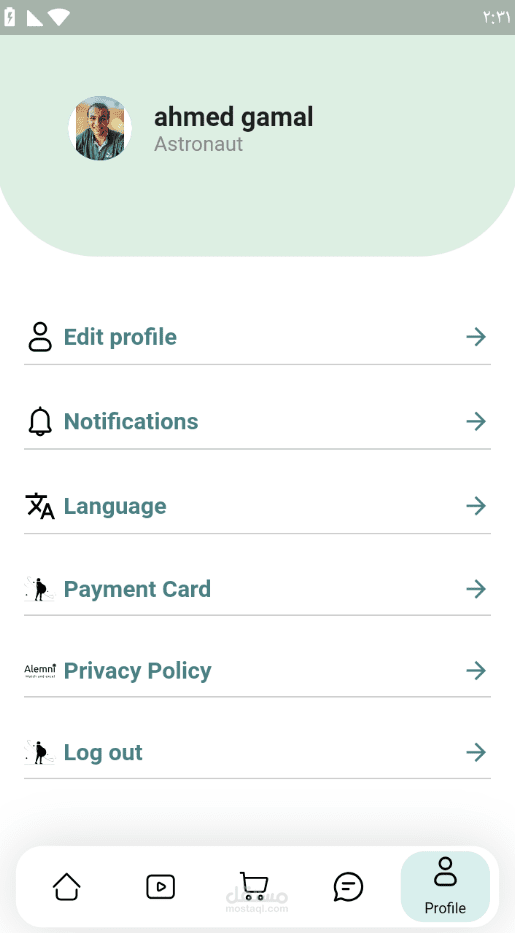 ٢:٣١
ahmed gamal
Astronaut
Edit profile
Notifications
Language
Payment Card
Alemni
Privacy Policy
Log out
مستقل
mostaql.com
Profile